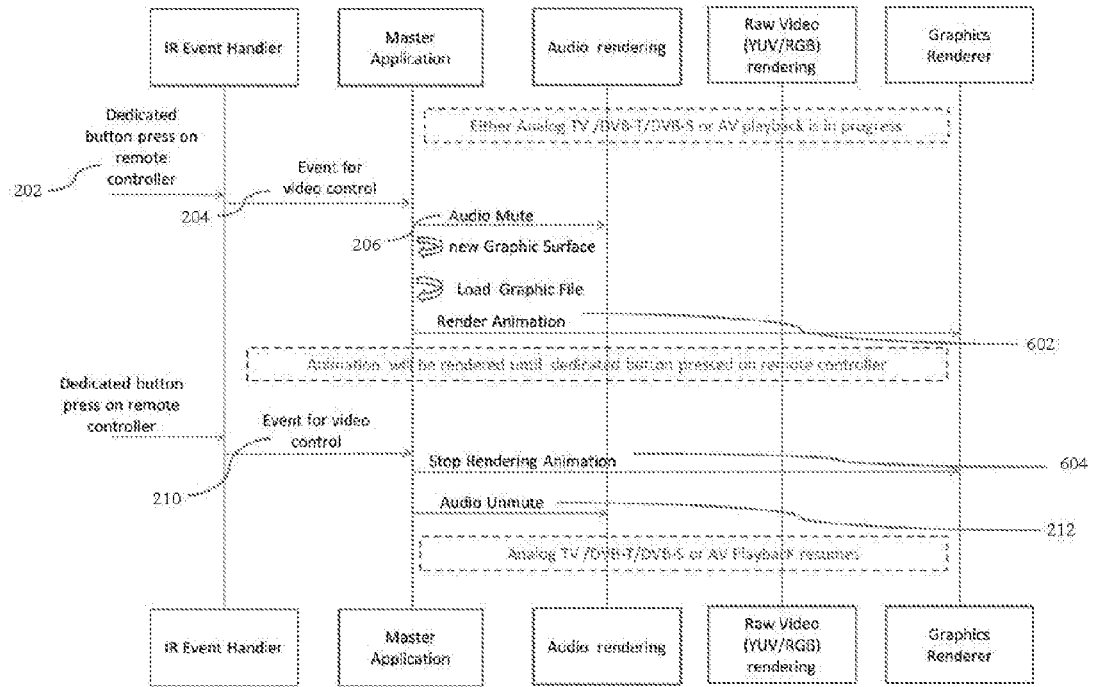 IR Event Handler
Master
Application
Audio rendering
Raw Video
(YUV/RGB)
rendering
Graphics
Renderer
Either Analog TV /DVB-T/DVB-S or AV playback is in progress
Dedicated
button press on
remote
controller
202
Event for
video control
204
Audio Mute
206
new Graphic Surface
Load Graphic File
Render Animation
602
Animation will be rendered until dedicated button pressed on remote controller
Dedicated button
press on remote
controller
Event for video
control
210
Stop Rendering Animation
604
Audio Unmute
212
Analog TV /DVB-T/DVB-S or AV Playback resumes
IR Event Handler
Master
Application
Audio rendering
Raw Video
(YUV/RGB)
rendering
Graphics
Renderer